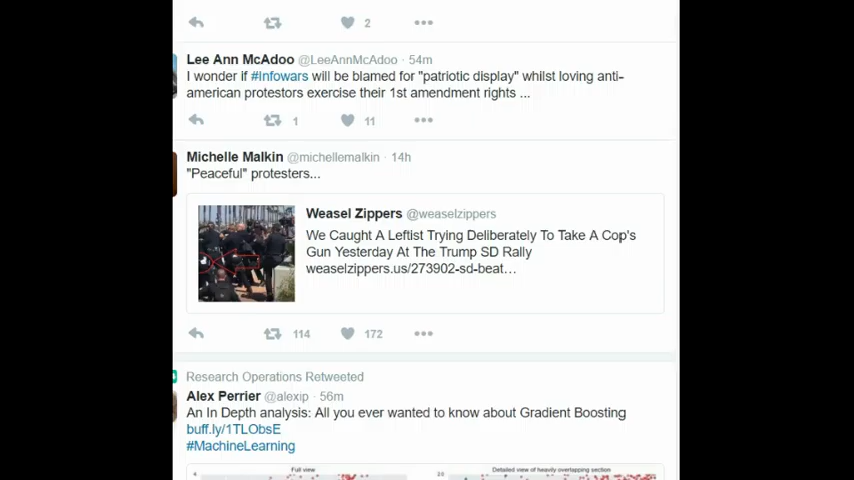 2
Lee Ann McAdoo @LeeAnnMcAdoo · 54m
I wonder if #Infowars will be blamed for "patriotic display" whilst loving anti-
american protestors exercise their 1st amendment rights ...
1 11
Michelle Malkin @michellemalkin · 14h
"Peaceful" protesters...
Weasel Zippers @weaselzippers
We Caught A Leftist Trying Deliberately To Take A Cop's
Gun Yesterday At The Trump SD Rally
weaselzippers.us/273902-sd-beat…
114 172
Research Operations Retweeted
Alex Perrier @alexip · 56m
An In Depth analysis: All you ever wanted to know about Gradient Boosting
buff.ly/1TLObsE
#MachineLearning
Full view Detailed view of heavily overlapping section